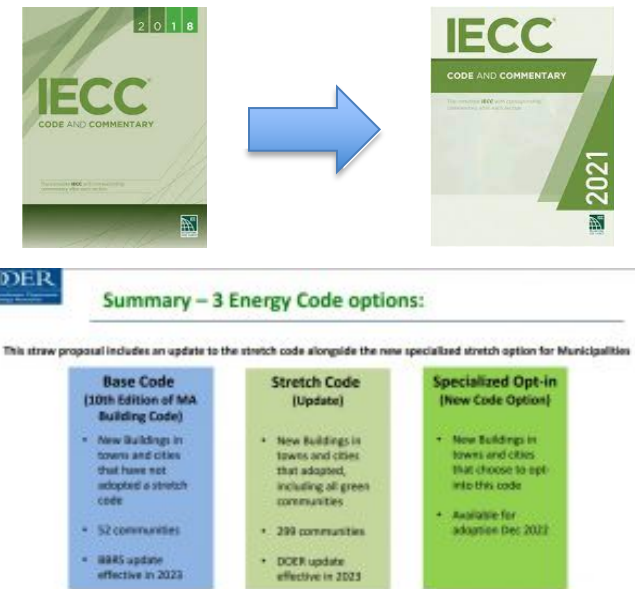 2018
IECC
CODE AND COMMENTARY
IECC
CODE AND COMMENTARY
2021
DER
Summary – 3 Energy Code options:
This straw proposal includes an update to the stretch code alongside the new specialized stretch option for Municipalities
Base Code
(10th Edition of MA
Building Code)
• New Buildings in
towns and cities
that have not
adopted a stretch
code
• 52 communities
• BBRS update
effective in 2023
Stretch Code
(Update)
• New Buildings in
towns and cities
that adopted,
including all green
communities
• 299 communities
• DOER update
effective in 2023
Specialized Opt-in
(New Code Option)
• New Buildings in
towns and cities
that choose to opt-
into this code
• Available for
adoption Dec 2022